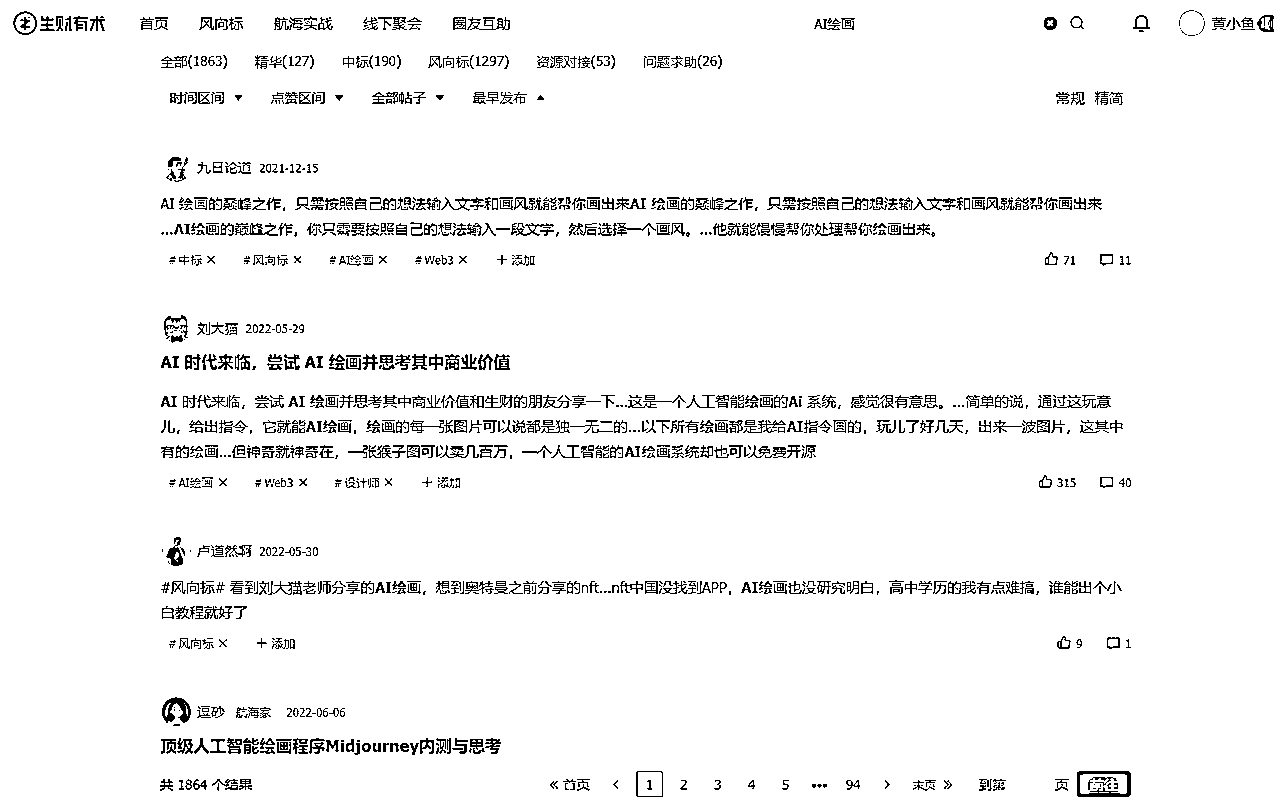 生财有术 首页 风向标 航海实战 线下聚会 圈友互助 AI绘画 黄小鱼
全部(1863) 精华(127) 中标(190) 风向标(1297) 资源对接(53) 问题求助(26)
时间区间 点赞区间 全部帖子 最早发布 常规 精简
九日论道 2021-12-15
AI 绘画的巅峰之作，只需按照自己的想法输入文字和画风就能帮你画出来AI 绘画的巅峰之作，只需按照自己的想法输入文字和画风就能帮你画出来
...AI绘画的巅峰之作，你只需要按照自己的想法输入一段文字，然后选择一个画风。...他就能慢慢帮你处理帮你绘画出来。
# 中标 × # 风向标 × # AI绘画 × # Web3 × + 添加 71 11
刘大猫 2022-05-29
AI 时代来临，尝试 AI 绘画并思考其中商业价值
AI 时代来临，尝试 AI 绘画并思考其中商业价值和生财的朋友分享一下...这是一个人工智能绘画的Ai 系统，感觉很有意思。...简单的说，通过这玩意
儿，给出指令，它就能AI绘画，绘画的每一张图片可以说都是独一无二的...以下所有绘画都是我给AI指令画的，玩儿了好几天，出来一波图片，这其中
有的绘画...但神奇就神奇在，一张猴子图可以卖几百万，一个人工智能的AI绘画系统却也可以免费开源
# AI绘画 × # Web3 × # 设计师 × + 添加 315 40
卢道然啊 2022-05-30
#风向标# 看到刘大猫老师分享的AI绘画，想到奥特曼之前分享的nft...nft中国没找到APP，AI绘画也没研究明白，高中学历的我有点难搞，谁能出个小
白教程就好了
# 风向标 × + 添加 9 1
逗砂 航海家 2022-06-06
顶级人工智能绘画程序Midjourney内测与思考
共 1864 个结果 « 首页 < 1 2 3 4 5 ••• 94 > 末页 » 到第 页 前往